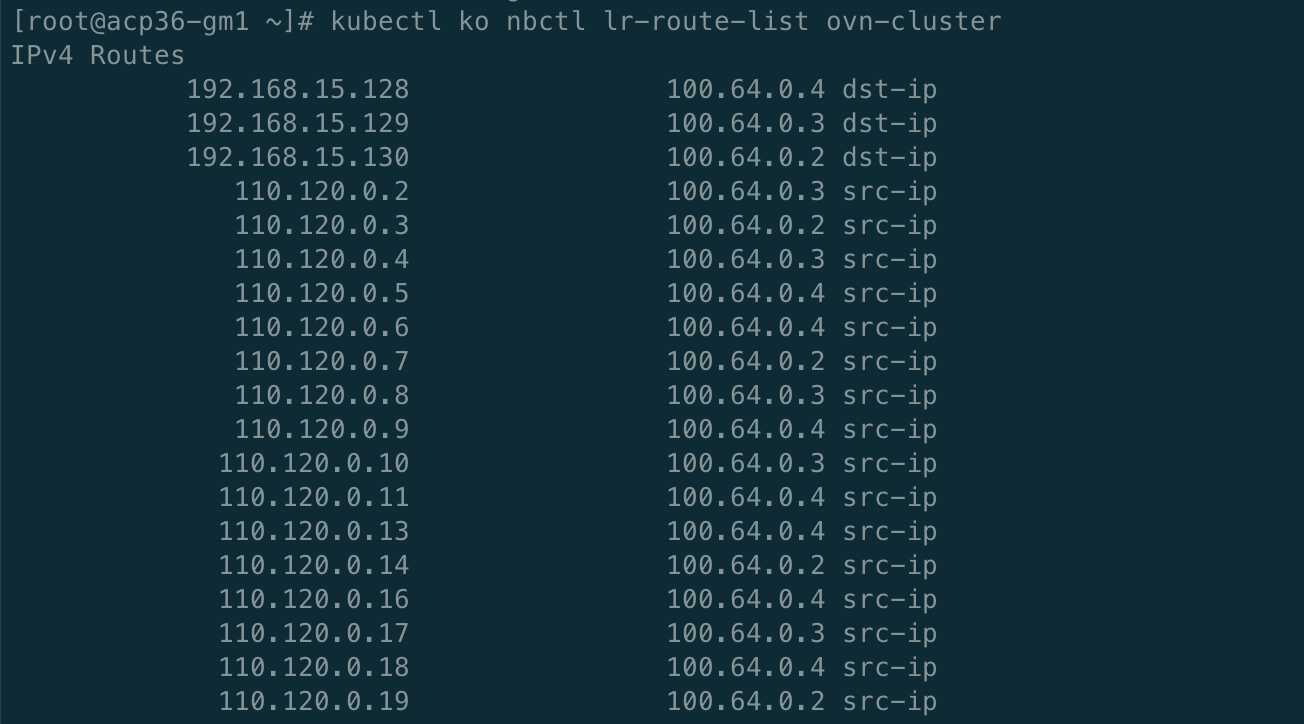 [root@acp36-gm1 ~]# kubectl ko nbctl lr-route-list ovn-cluster
IPv4 Routes
192.168.15.128 100.64.0.4 dst-ip
192.168.15.129 100.64.0.3 dst-ip
192.168.15.130 100.64.0.2 dst-ip
110.120.0.2 100.64.0.3 src-ip
110.120.0.3 100.64.0.2 src-ip
110.120.0.4 100.64.0.3 src-ip
110.120.0.5 100.64.0.4 src-ip
110.120.0.6 100.64.0.4 src-ip
110.120.0.7 100.64.0.2 src-ip
110.120.0.8 100.64.0.3 src-ip
110.120.0.9 100.64.0.4 src-ip
110.120.0.10 100.64.0.3 src-ip
110.120.0.11 100.64.0.4 src-ip
110.120.0.13 100.64.0.4 src-ip
110.120.0.14 100.64.0.2 src-ip
110.120.0.16 100.64.0.4 src-ip
110.120.0.17 100.64.0.3 src-ip
110.120.0.18 100.64.0.4 src-ip
110.120.0.19 100.64.0.2 src-ip